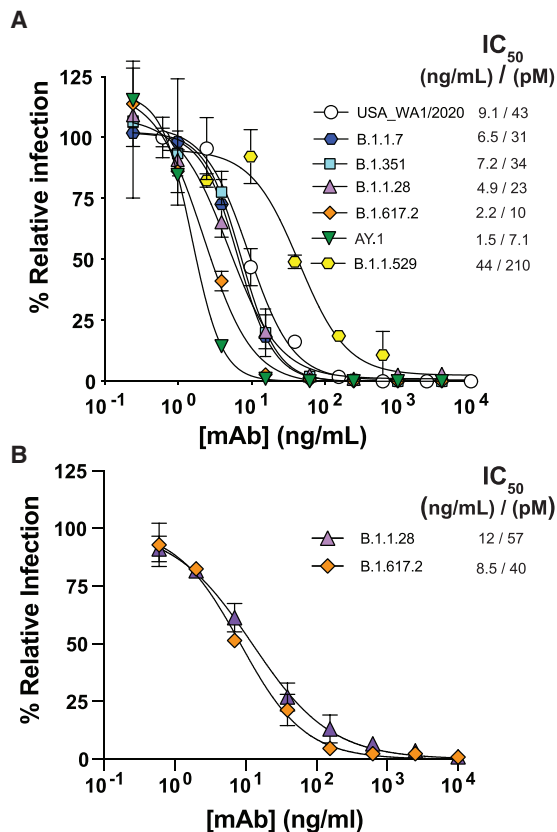 A
IC50
(ng/mL) / (pM)
USA_WA1/2020 9.1 / 43
B.1.1.7 6.5 / 31
B.1.351 7.2 / 34
B.1.1.28 4.9 / 23
B.1.617.2 2.2 / 10
AY.1 1.5 / 7.1
B.1.1.529 44 / 210
% Relative infection
125
100
75
50
25
0
10-1 100 101 102 103 104
[mAb] (ng/mL)
B
IC50
(ng/mL) / (pM)
B.1.1.28 12 / 57
B.1.617.2 8.5 / 40
% Relative Infection
125
100
75
50
25
0
10-1 100 101 102 103 104
[mAb] (ng/ml)